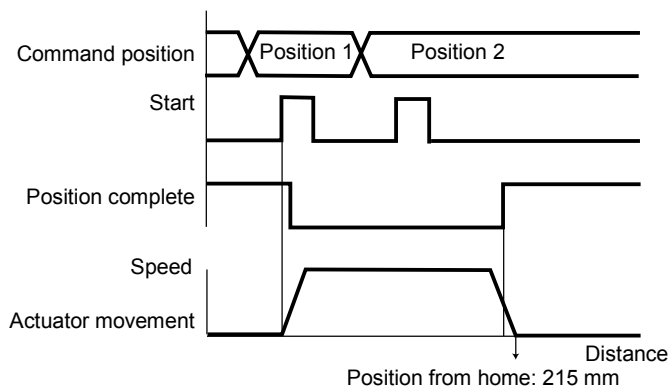 Command position
Position 1
Position 2
Start
Position complete
Speed
Actuator movement
Distance
Position from home: 215 mm